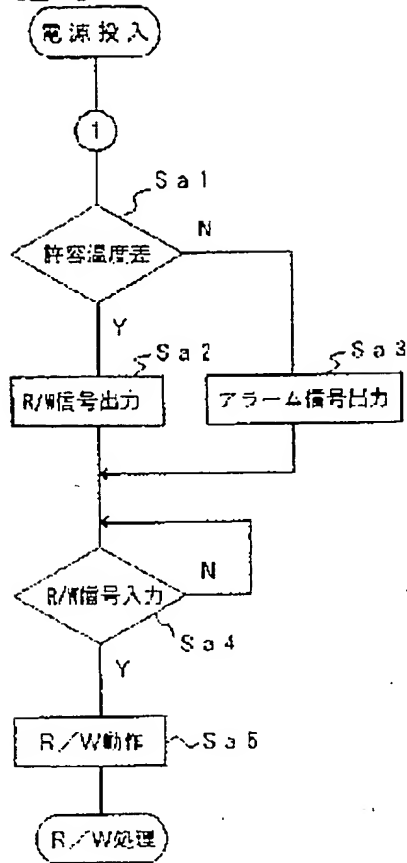 電源投入
1
Sa1
許容温度差
N
Y
Sa2
Sa3
R/W信号出力
アラーム信号出力
R/W信号入力
N
Sa4
Y
R/W動作
Sa5
R/W処理